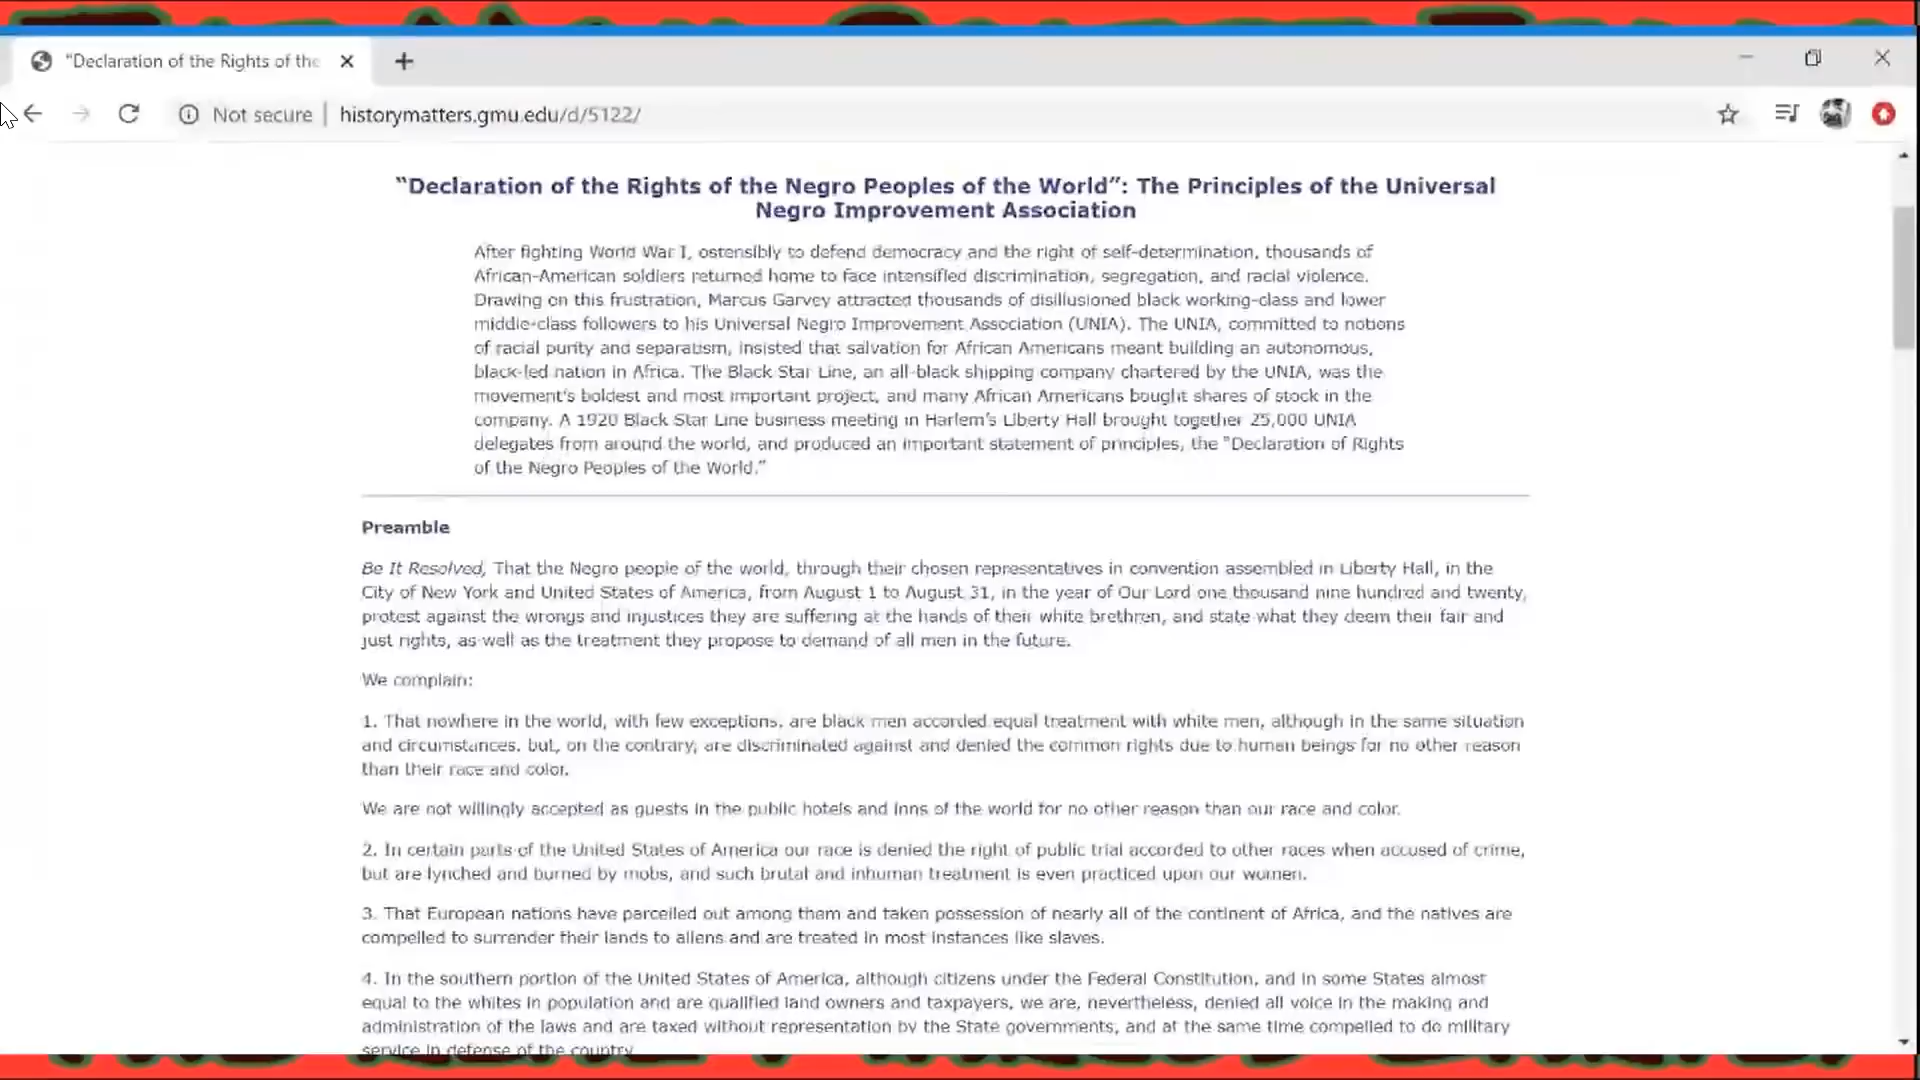 "Declaration of the Rights of the
Not secure | historymatters.gmu.edu/d/5122/
“Declaration of the Rights of the Negro Peoples of the World”: The Principles of the Universal
Negro Improvement Association
After fighting World War I, ostensibly to defend democracy and the right of self-determination, thousands of
African-American soldiers returned home to face intensified discrimination, segregation, and racial violence.
Drawing on this frustration, Marcus Garvey attracted thousands of disillusioned black working-class and lower
middle-class followers to his Universal Negro Improvement Association (UNIA). The UNIA, committed to notions
of racial purity and separatism, insisted that salvation for African Americans meant building an autonomous,
black-led nation in Africa. The Black Star Line, an all-black shipping company chartered by the UNIA, was the
movement’s boldest and most important project, and many African Americans bought shares of stock in the
company. A 1920 Black Star Line business meeting in Harlem’s Liberty Hall brought together 25,000 UNIA
delegates from around the world, and produced an important statement of principles, the “Declaration of Rights
of the Negro Peoples of the World.”
Preamble
Be It Resolved, That the Negro people of the world, through their chosen representatives in convention assembled in Liberty Hall, in the
City of New York and United States of America, from August 1 to August 31, in the year of Our Lord one thousand nine hundred and twenty,
protest against the wrongs and injustices they are suffering at the hands of their white brethren, and state what they deem their fair and
just rights, as well as the treatment they propose to demand of all men in the future.
We complain:
1. That nowhere in the world, with few exceptions, are black men accorded equal treatment with white men, although in the same situation
and circumstances, but, on the contrary, are discriminated against and denied the common rights due to human beings for no other reason
than their race and color.
We are not willingly accepted as guests in the public hotels and inns of the world for no other reason than our race and color.
2. In certain parts of the United States of America our race is denied the right of public trial accorded to other races when accused of crime,
but are lynched and burned by mobs, and such brutal and inhuman treatment is even practiced upon our women.
3. That European nations have parcelled out among them and taken possession of nearly all of the continent of Africa, and the natives are
compelled to surrender their lands to aliens and are treated in most instances like slaves.
4. In the southern portion of the United States of America, although citizens under the Federal Constitution, and in some States almost
equal to the whites in population and are qualified land owners and taxpayers, we are, nevertheless, denied all voice in the making and
administration of the laws and are taxed without representation by the State governments, and at the same time compelled to do military
service in defense of the country.